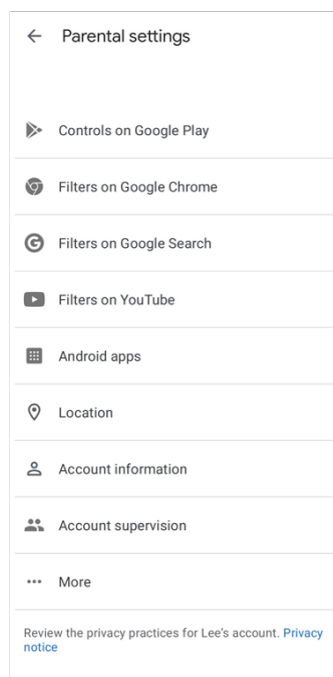 Parental settings
Controls on Google Play
Filters on Google Chrome
Filters on Google Search
Filters on YouTube
Android apps
Location
Account information
Account supervision
More
Review the privacy practices for Lee's account. Privacy
notice